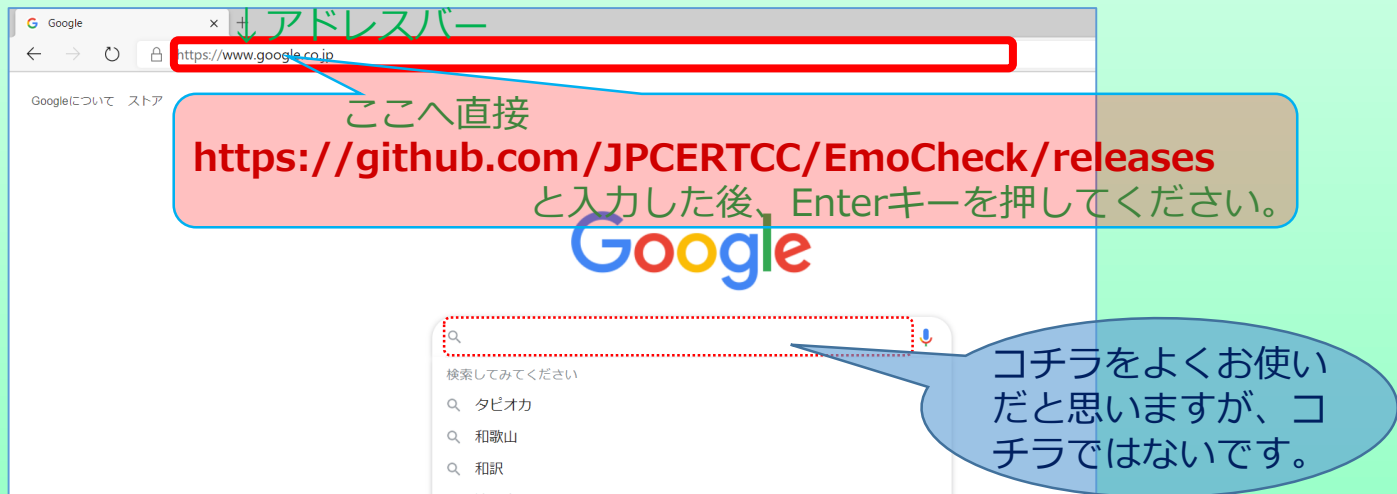 Google
↓アドレスバー
https://www.google.co.jp
Googleについて ストア
ここへ直接
https://github.com/JPCERTCC/EmoCheck/releases
と入力した後、Enterキーを押してください。
Google
検索してみてください
タピオカ
和歌山
和訳
コチラをよくお使い
だと思いますが、コ
チラではないです。